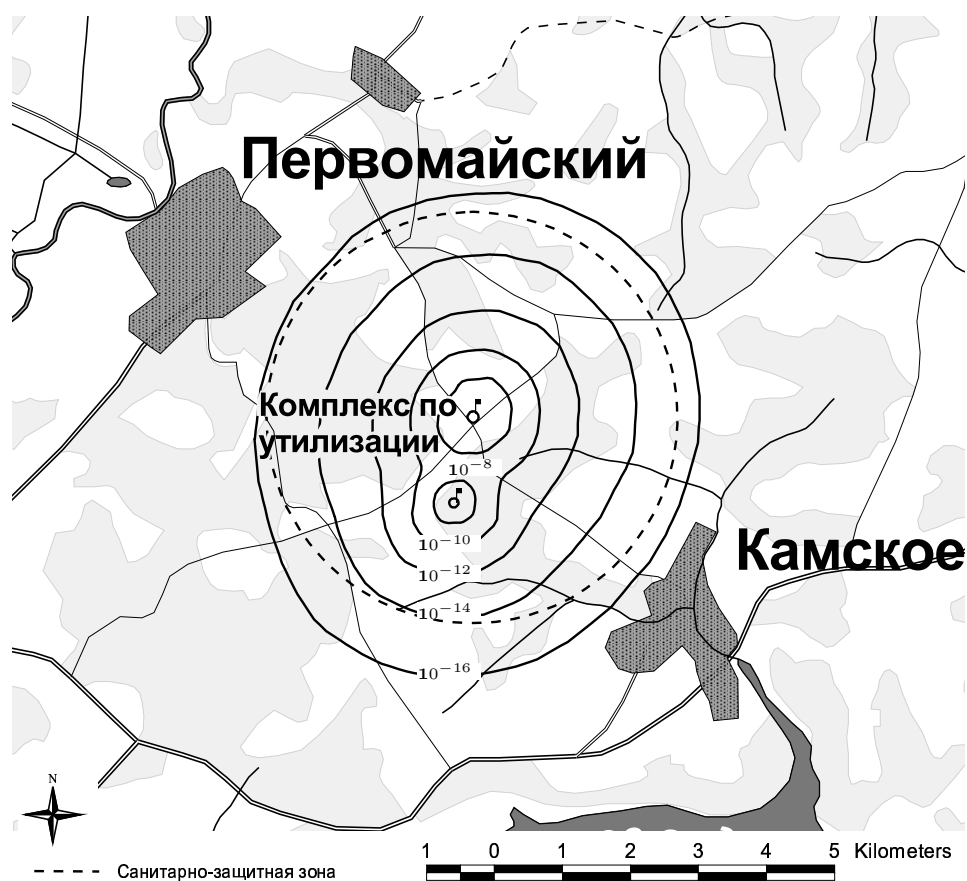 Первомайский
Комплекс по
утилизации
10⁻⁸
10⁻¹⁰
Камское
10⁻¹²
10⁻¹⁴
10⁻¹⁶
N
1 0 1 2 3 4 5 Kilometers
Санитарно-защитная зона